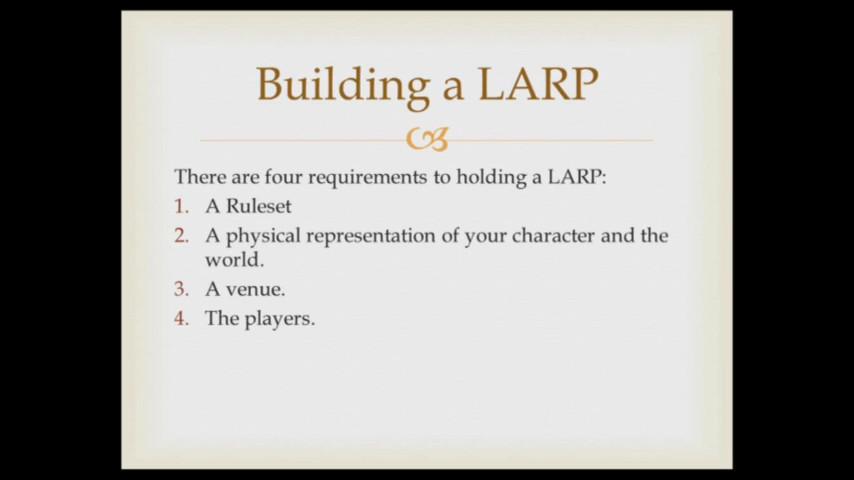 Building a LARP
There are four requirements to holding a LARP:
1. A Ruleset
2. A physical representation of your character and the
world.
3. A venue.
4. The players.